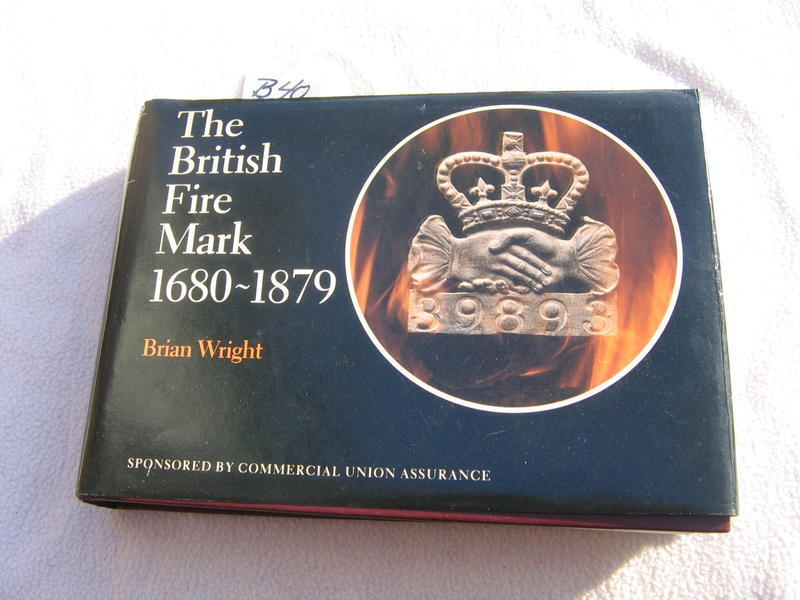 B40
The
British
Fire
Mark
1680~1879
Brian Wright
39893
SPONSORED BY COMMERCIAL UNION ASSURANCE